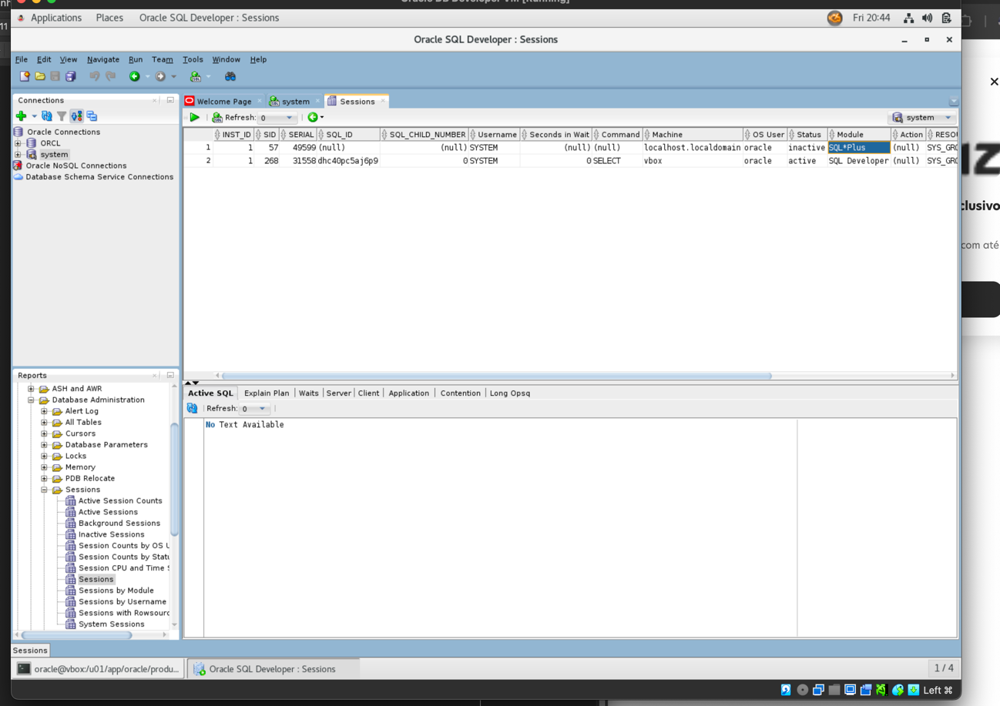 Oracle DB Developer VM [Running]
Applications Places Oracle SQL Developer : Sessions Fri 20:44
Oracle SQL Developer : Sessions
File Edit View Navigate Run Team Tools Window Help
Connections
Oracle Connections
ORCL
system
Oracle NoSQL Connections
Database Schema Service Connections
Welcome Page system Sessions
Refresh: 0 system
INST_ID SID SERIAL SQL_ID SQL_CHILD_NUMBER Username Seconds in Wait Command Machine OS User Status Module Action RESOU
1 1 57 49599 (null) (null) SYSTEM (null) (null) localhost.localdomain oracle inactive SQL*Plus (null) SYS_GRO
2 1 268 31558 dhc40pc5aj6p9 0 SYSTEM 0 SELECT vbox oracle active SQL Developer (null) SYS_GRO
Reports
ASH and AWR
Database Administration
Alert Log
All Tables
Cursors
Database Parameters
Locks
Memory
PDB Relocate
Sessions
Active Session Counts
Active Sessions
Background Sessions
Inactive Sessions
Session Counts by OS U
Session Counts by Statu
Session CPU and Time S
Sessions
Sessions by Module
Sessions by Username
Sessions with Rowsourc
System Sessions
Active SQL Explain Plan Waits Server Client Application Contention Long Opsq
Refresh: 0
No Text Available
Sessions
oracle@vbox:/u01/app/oracle/produ... Oracle SQL Developer : Sessions 1 / 4
Left ⌘
11
clusivo
com até